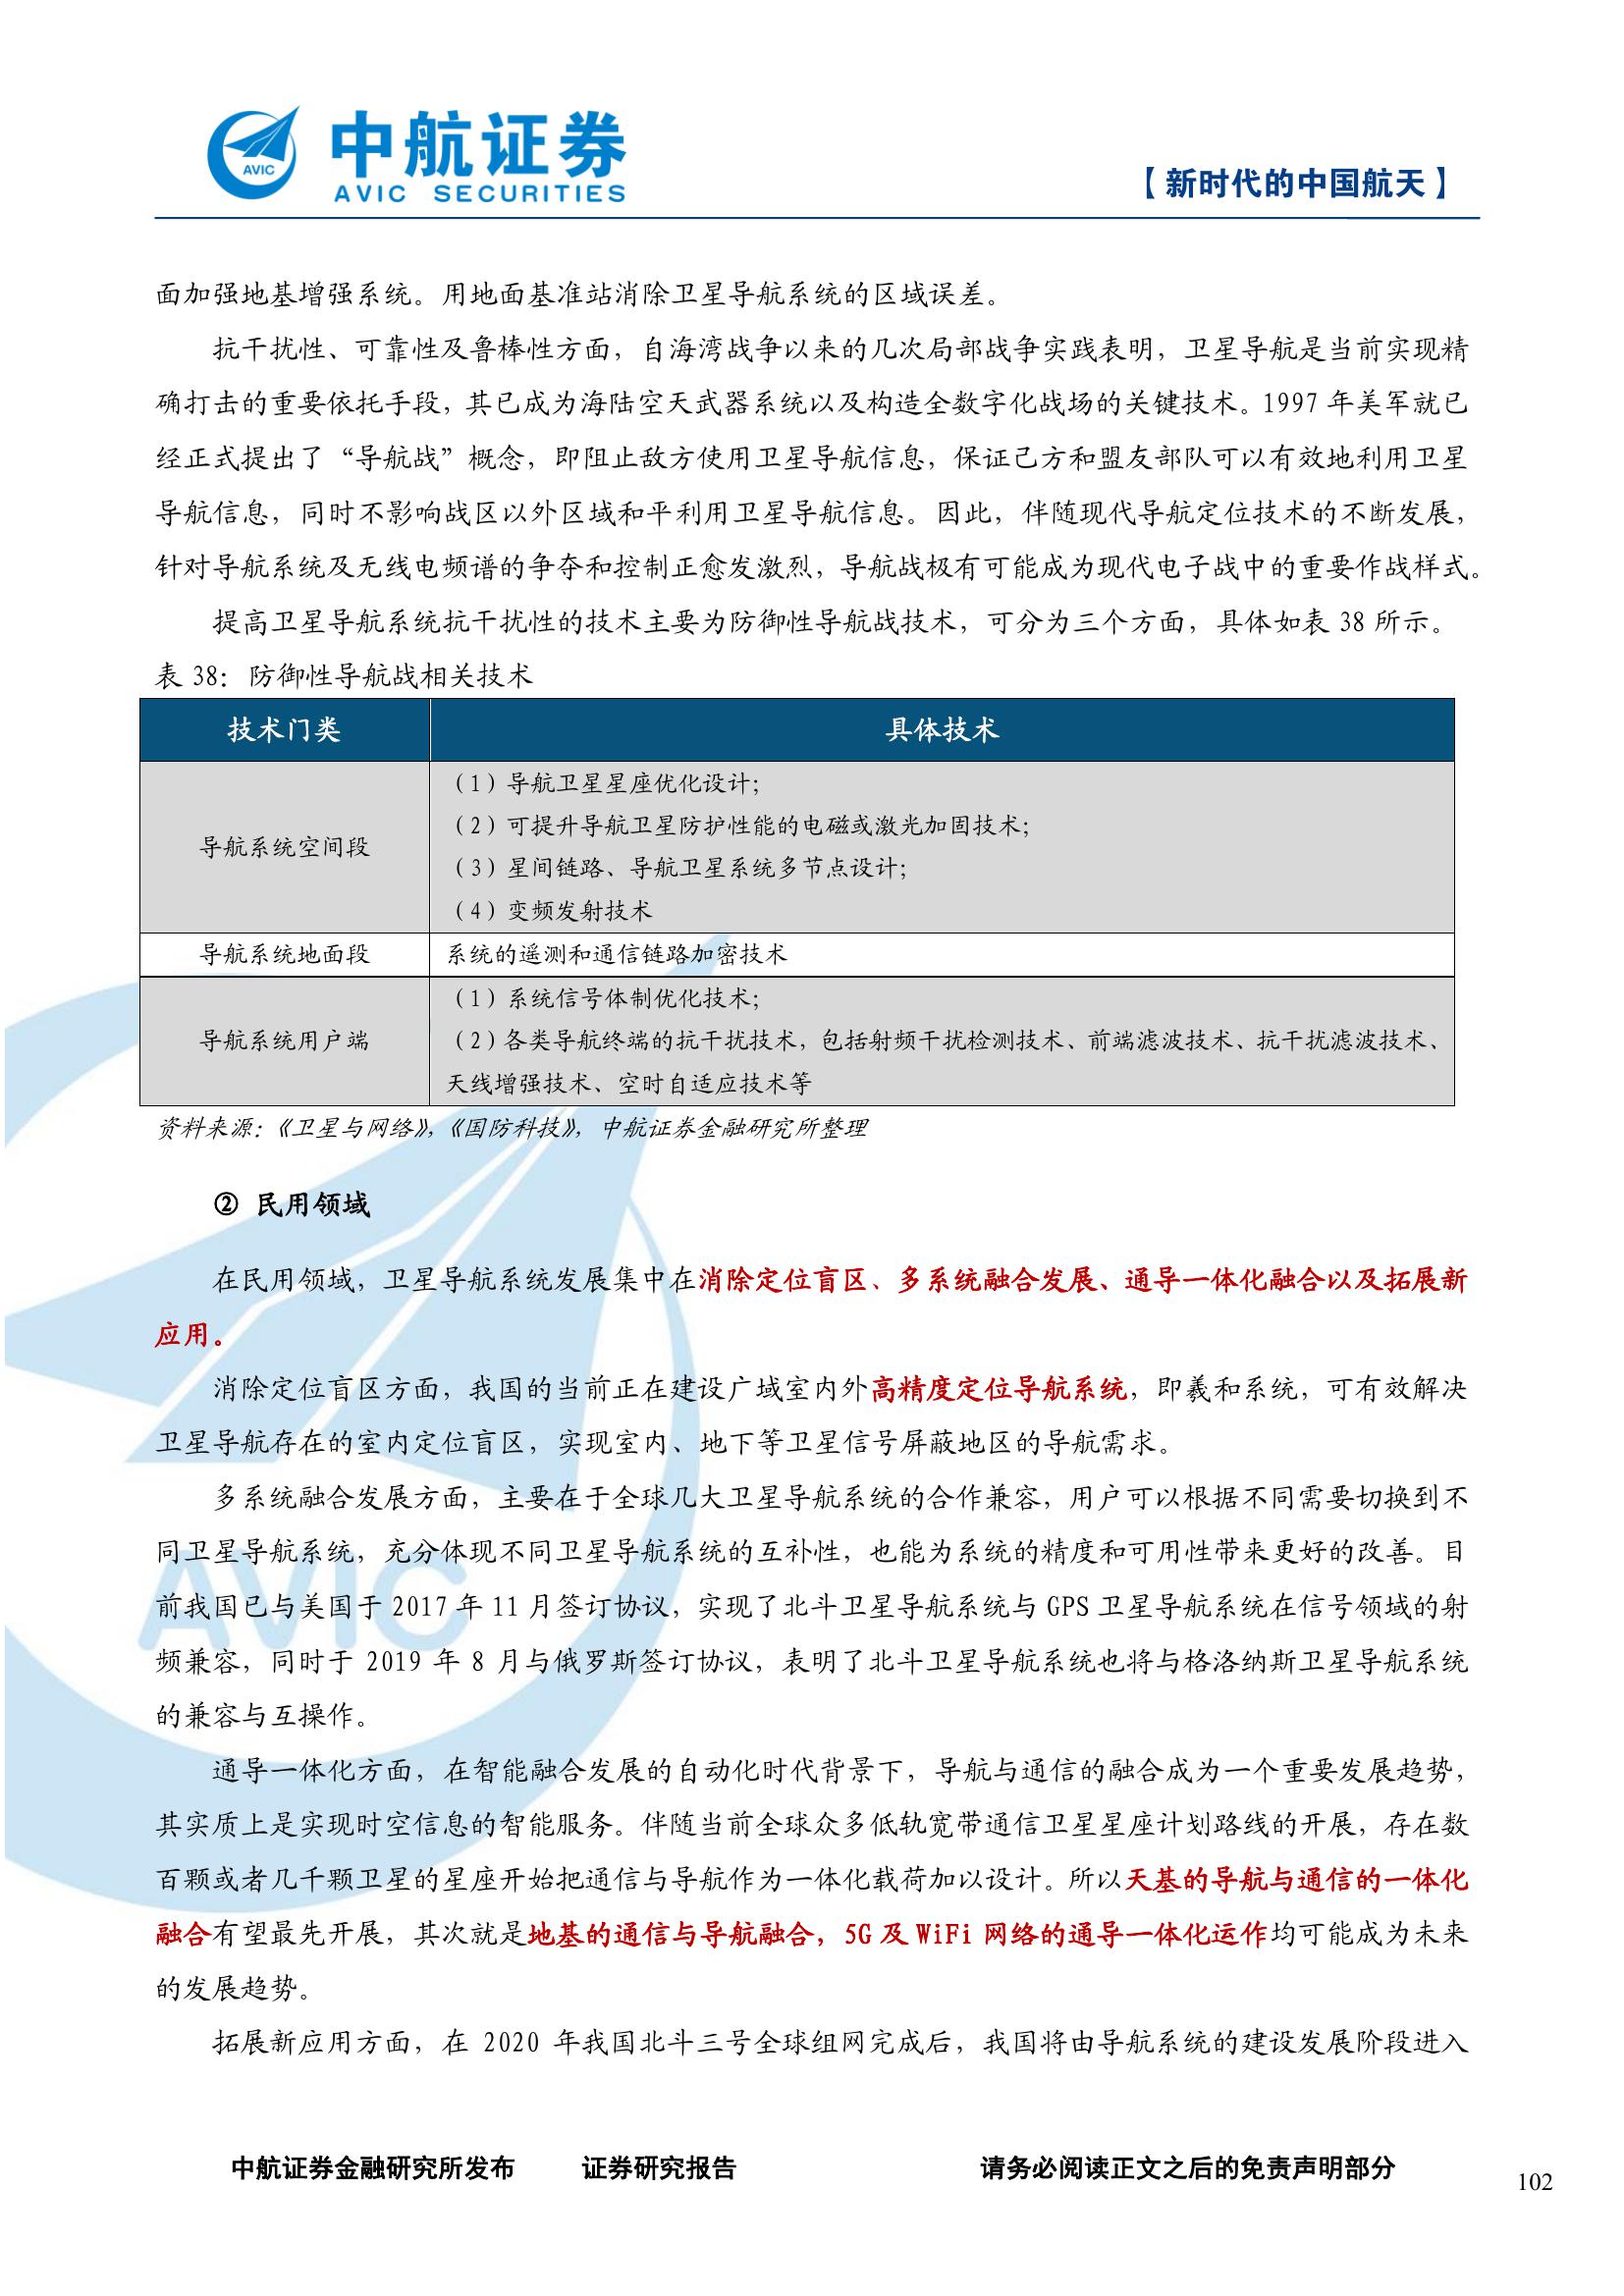 中航证券
AVIC SECURITIES
AVIC
【新时代的中国航天】
面加强地基增强系统。用地面基准站消除卫星导航系统的区域误差。
抗干扰性、可靠性及鲁棒性方面，自海湾战争以来的几次局部战争实践表明，卫星导航是当前实现精
确打击的重要依托手段，其已成为海陆空天武器系统以及构造全数字化战场的关键技术。1997 年美军就已
经正式提出了“导航战”概念，即阻止敌方使用卫星导航信息，保证己方和盟友部队可以有效地利用卫星
导航信息，同时不影响战区以外区域和平利用卫星导航信息。因此，伴随现代导航定位技术的不断发展，
针对导航系统及无线电频谱的争夺和控制正愈发激烈，导航战极有可能成为现代电子战中的重要作战样式。
提高卫星导航系统抗干扰性的技术主要为防御性导航战技术，可分为三个方面，具体如表 38 所示。
表 38：防御性导航战相关技术
技术门类 具体技术
（1）导航卫星星座优化设计；
（2）可提升导航卫星防护性能的电磁或激光加固技术；
导航系统空间段
（3）星间链路、导航卫星系统多节点设计；
（4）变频发射技术
导航系统地面段 系统的遥测和通信链路加密技术
（1）系统信号体制优化技术；
导航系统用户端 （2）各类导航终端的抗干扰技术，包括射频干扰检测技术、前端滤波技术、抗干扰滤波技术、
天线增强技术、空时自适应技术等
资料来源：《卫星与网络》，《国防科技》，中航证券金融研究所整理
② 民用领域
在民用领域，卫星导航系统发展集中在消除定位盲区、多系统融合发展、通导一体化融合以及拓展新
应用。
消除定位盲区方面，我国的当前正在建设广域室内外高精度定位导航系统，即羲和系统，可有效解决
卫星导航存在的室内定位盲区，实现室内、地下等卫星信号屏蔽地区的导航需求。
多系统融合发展方面，主要在于全球几大卫星导航系统的合作兼容，用户可以根据不同需要切换到不
同卫星导航系统，充分体现不同卫星导航系统的互补性，也能为系统的精度和可用性带来更好的改善。目
前我国已与美国于 2017 年 11 月签订协议，实现了北斗卫星导航系统与 GPS 卫星导航系统在信号领域的射
频兼容，同时于 2019 年 8 月与俄罗斯签订协议，表明了北斗卫星导航系统也将与格洛纳斯卫星导航系统
的兼容与互操作。
通导一体化方面，在智能融合发展的自动化时代背景下，导航与通信的融合成为一个重要发展趋势，
其实质上是实现时空信息的智能服务。伴随当前全球众多低轨宽带通信卫星星座计划路线的开展，存在数
百颗或者几千颗卫星的星座开始把通信与导航作为一体化载荷加以设计。所以天基的导航与通信的一体化
融合有望最先开展，其次就是地基的通信与导航融合，5G 及 WiFi 网络的通导一体化运作均可能成为未来
的发展趋势。
拓展新应用方面，在 2020 年我国北斗三号全球组网完成后，我国将由导航系统的建设发展阶段进入
AVIC
中航证券金融研究所发布 证券研究报告 请务必阅读正文之后的免责声明部分
102